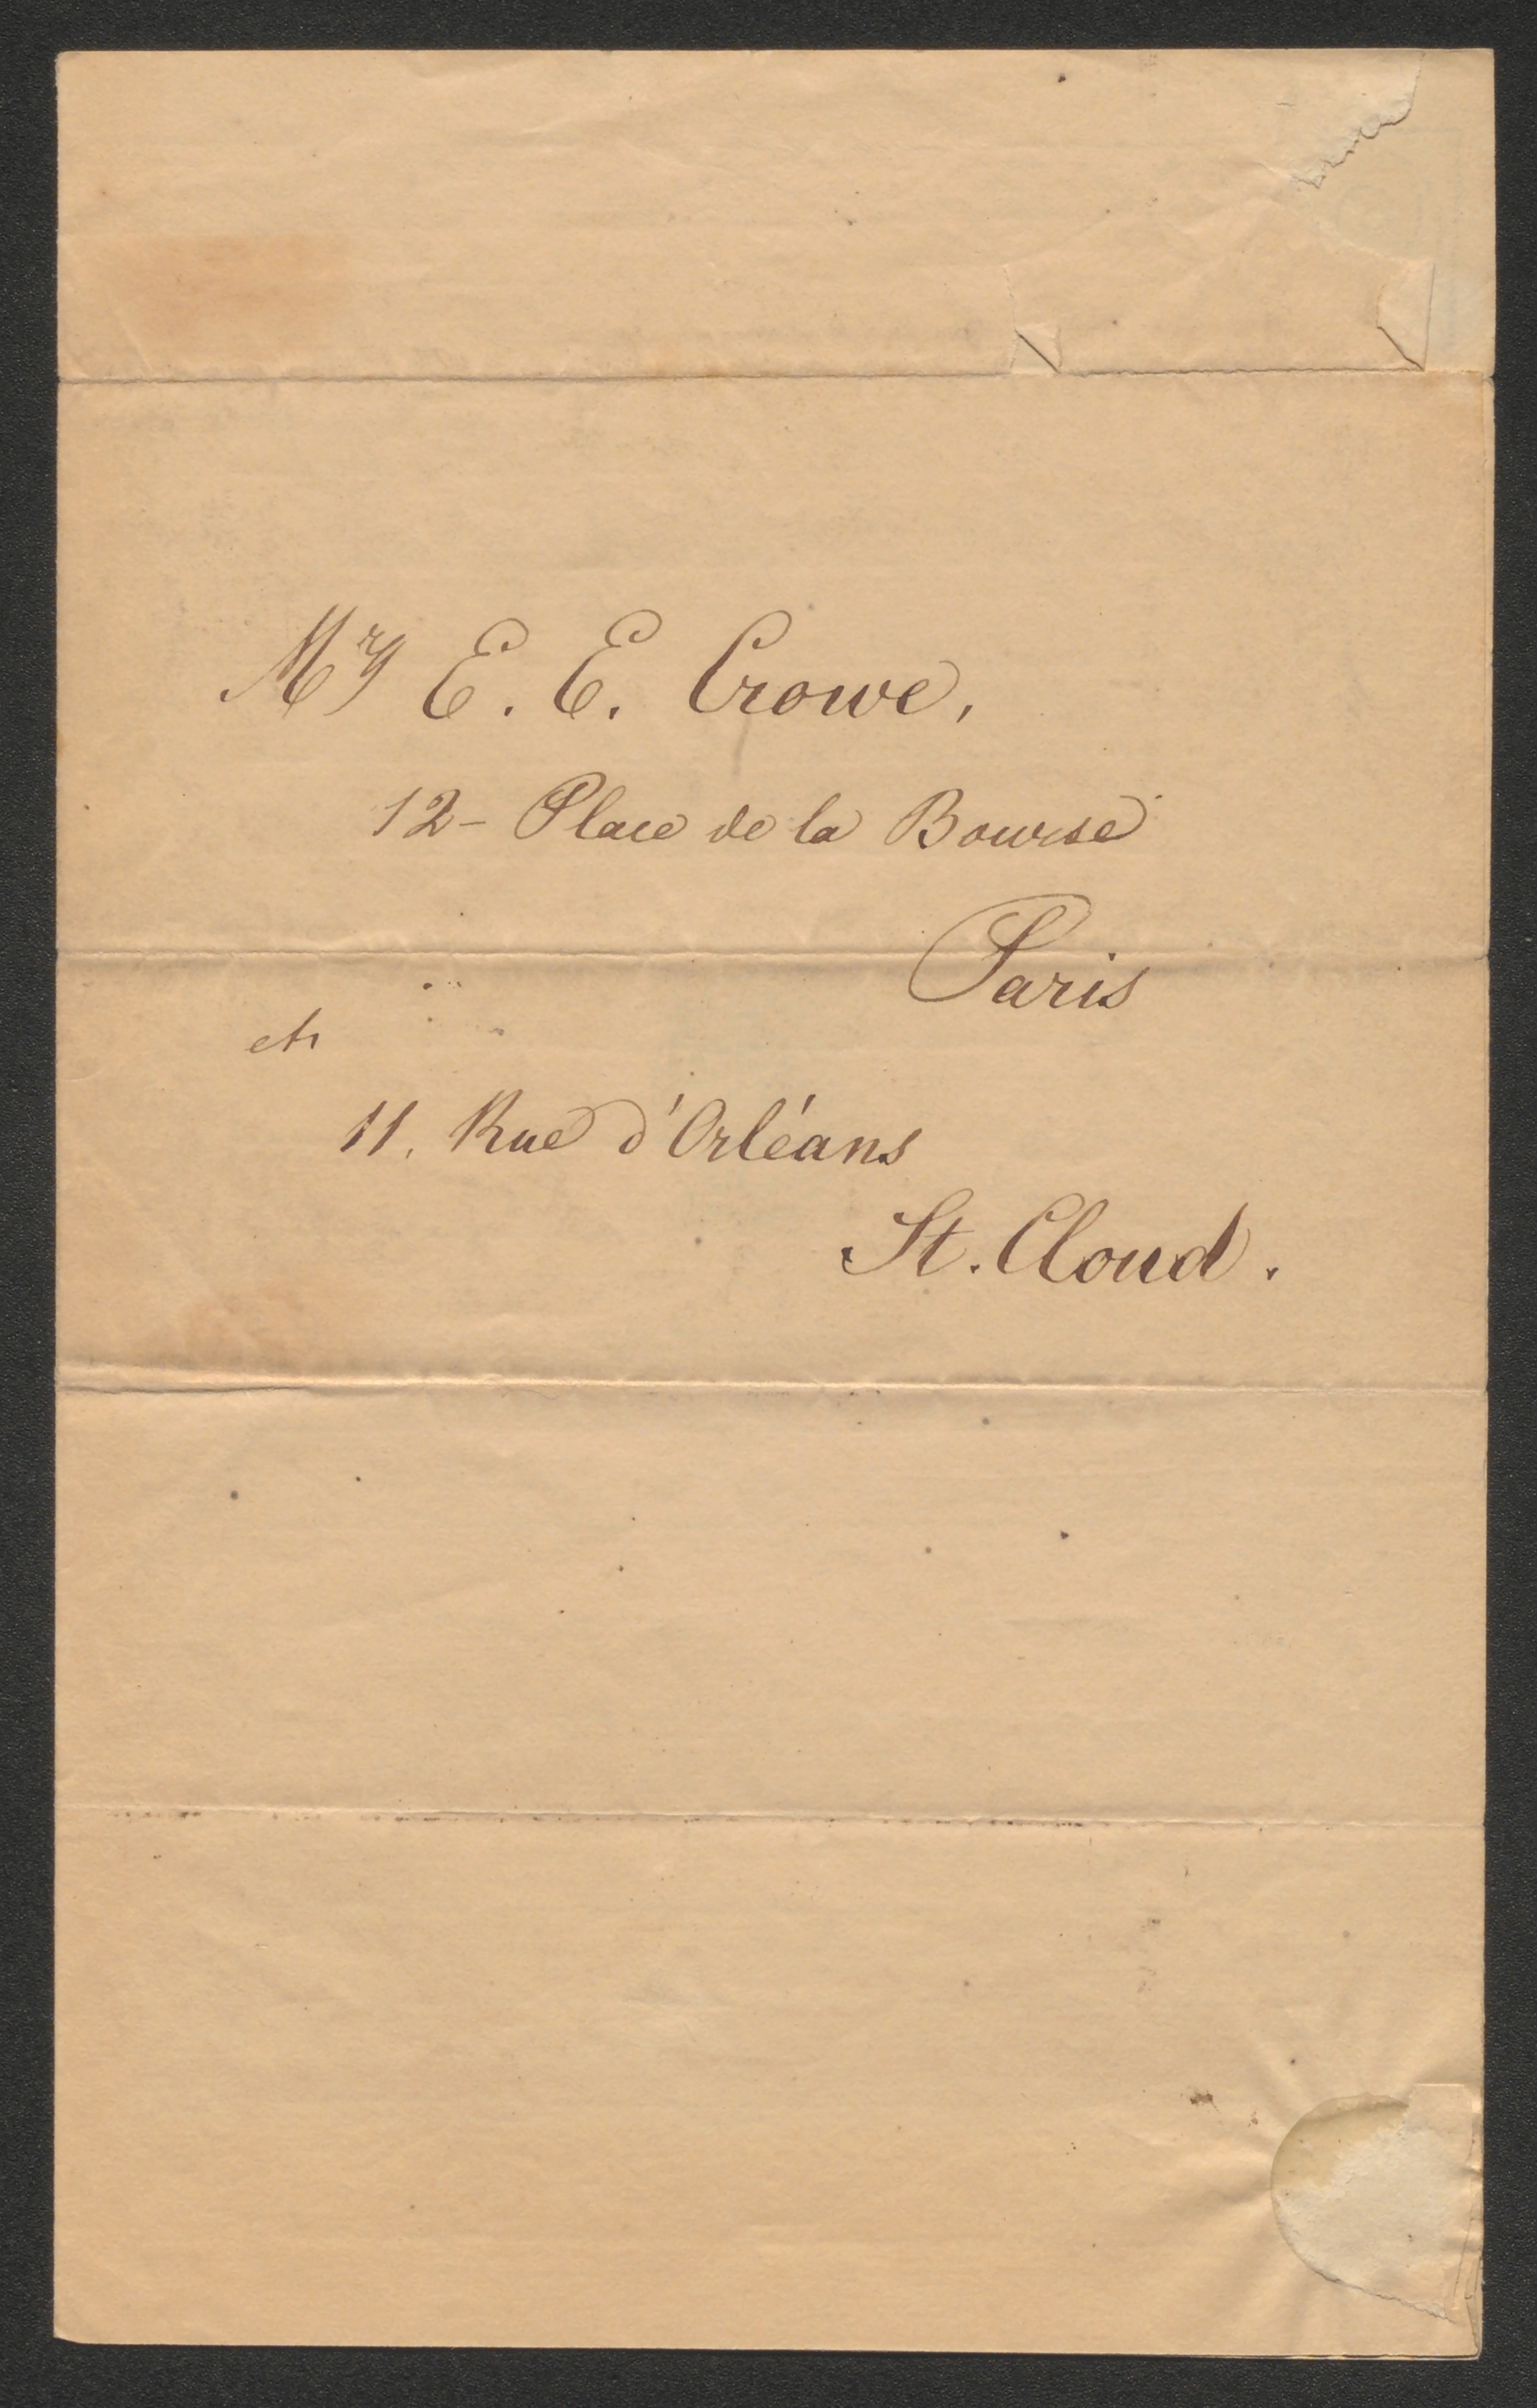 Mrs E. E. Crowe,
12 - Place de la Bourse
Paris
et
11, Rue d'Orléans
St. Cloud.